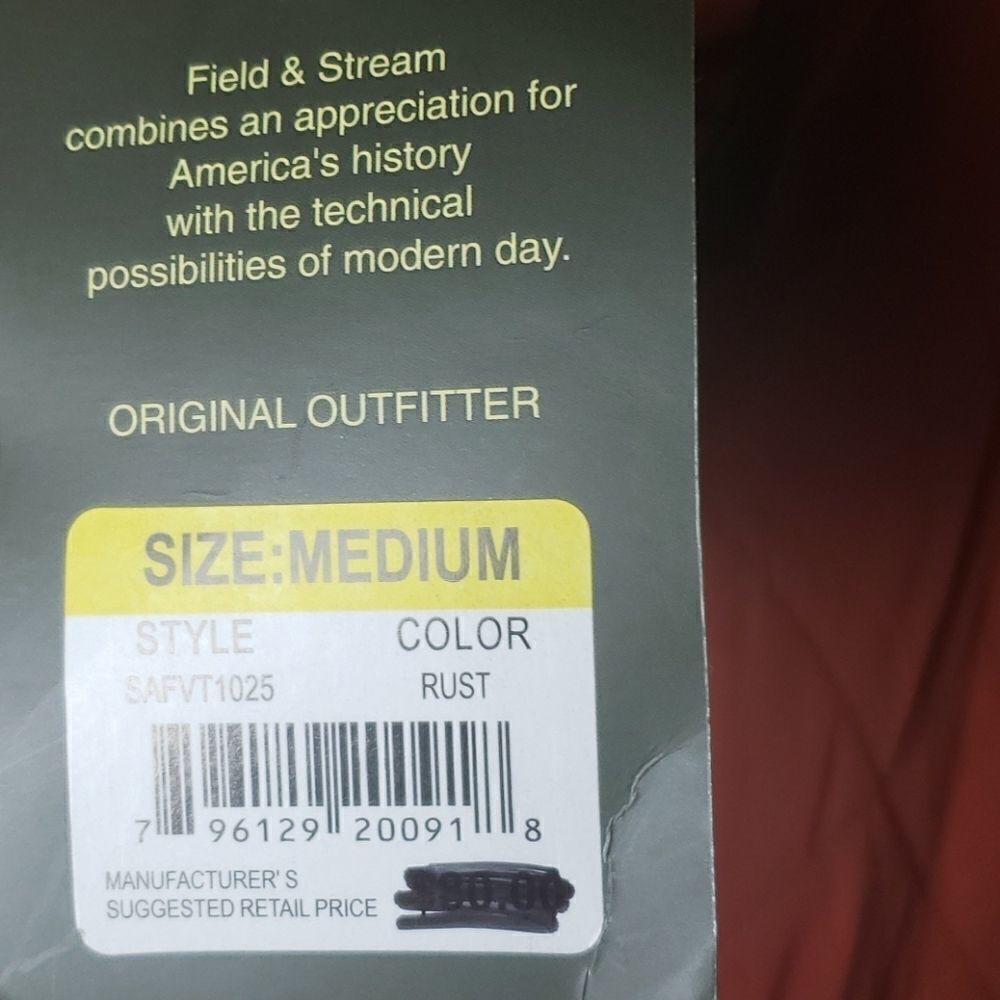 Field & Stream
combines an appreciation for
America's history
with the technical
possibilities of modern day.
ORIGINAL OUTFITTER
SIZE:MEDIUM
STYLE COLOR
SAFVT1025 RUST
7 96129 20091 8
MANUFACTURER'S
SUGGESTED RETAIL PRICE